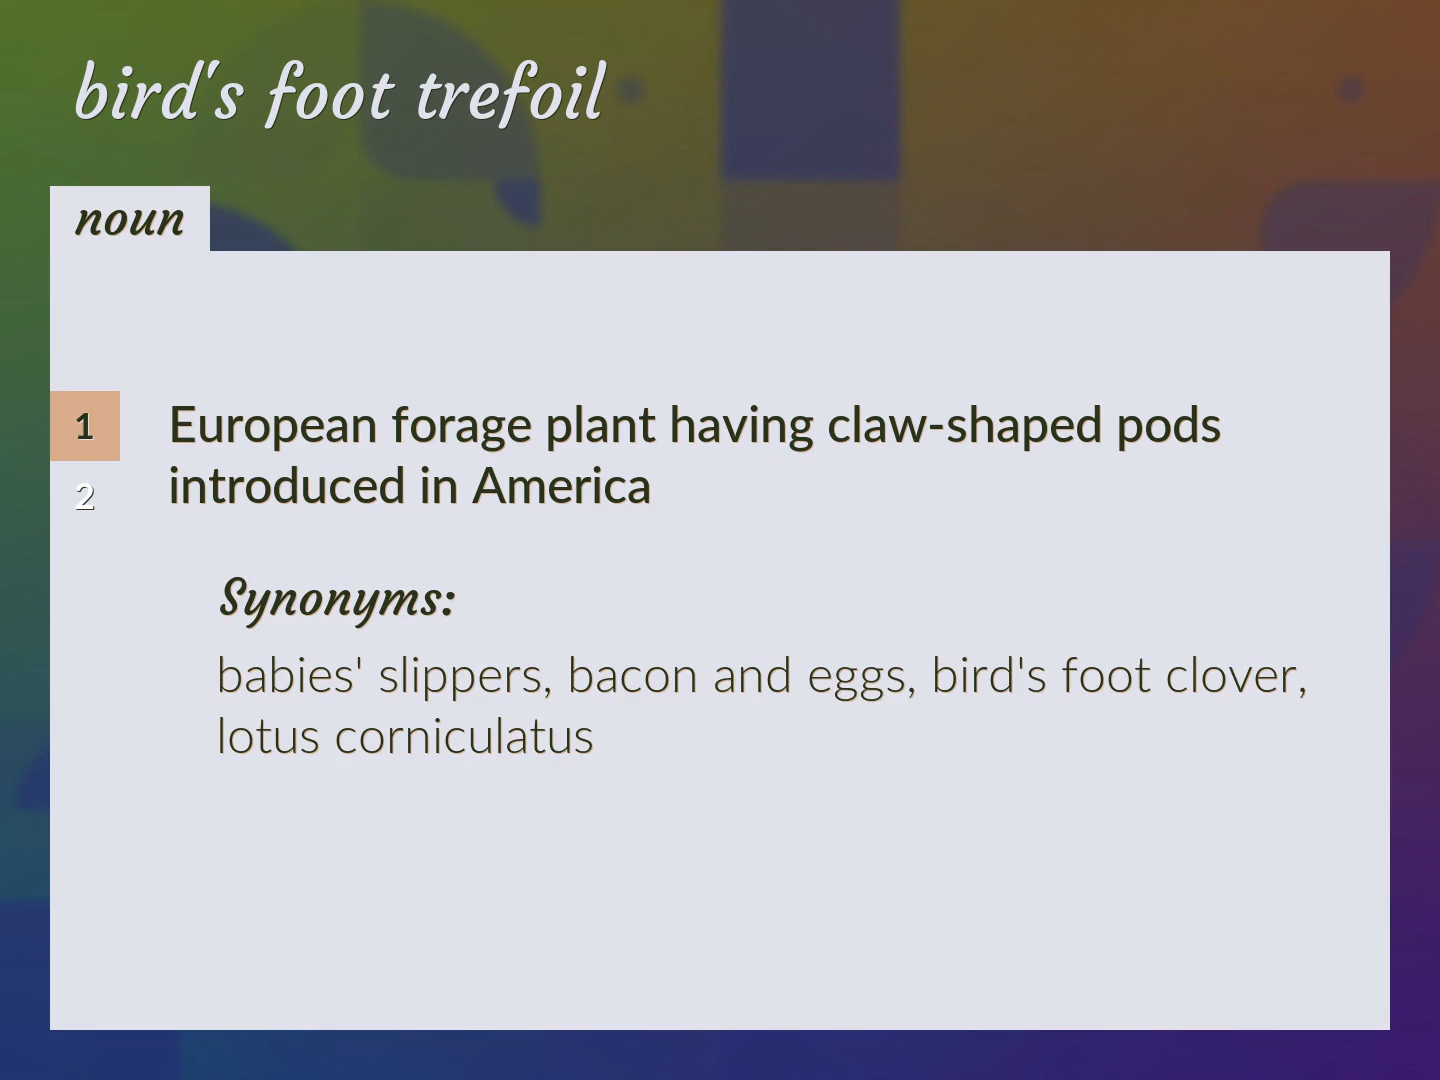 bird's foot trefoil
noun
1
European forage plant having claw-shaped pods
introduced in America
2
Synonyms:
babies' slippers, bacon and eggs, bird's foot clover,
lotus corniculatus